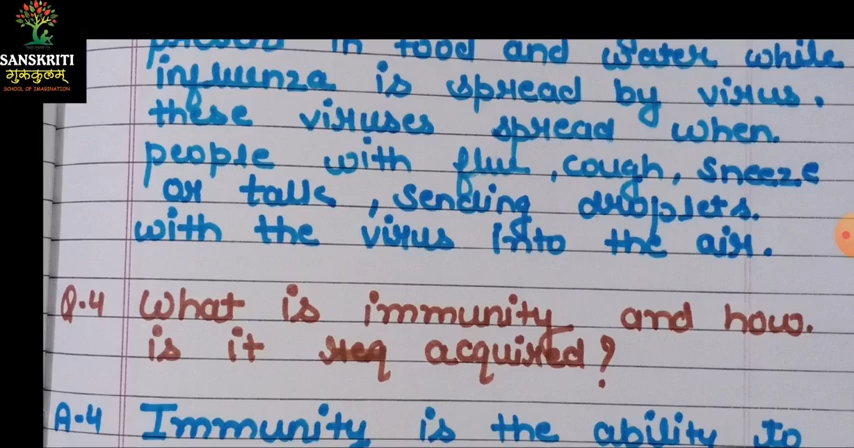 SANSKRITI
गुरुकुलम्
SCHOOL OF IMAGINATION
in food and water while
influenza is spread by virus.
these viruses spread when.
people with flu, cough, sneeze
or talk, sending droplets.
with the virus into the air.
Q.4 What is immunity and how.
is it req acquired?
A.4 Immunity is the ability to